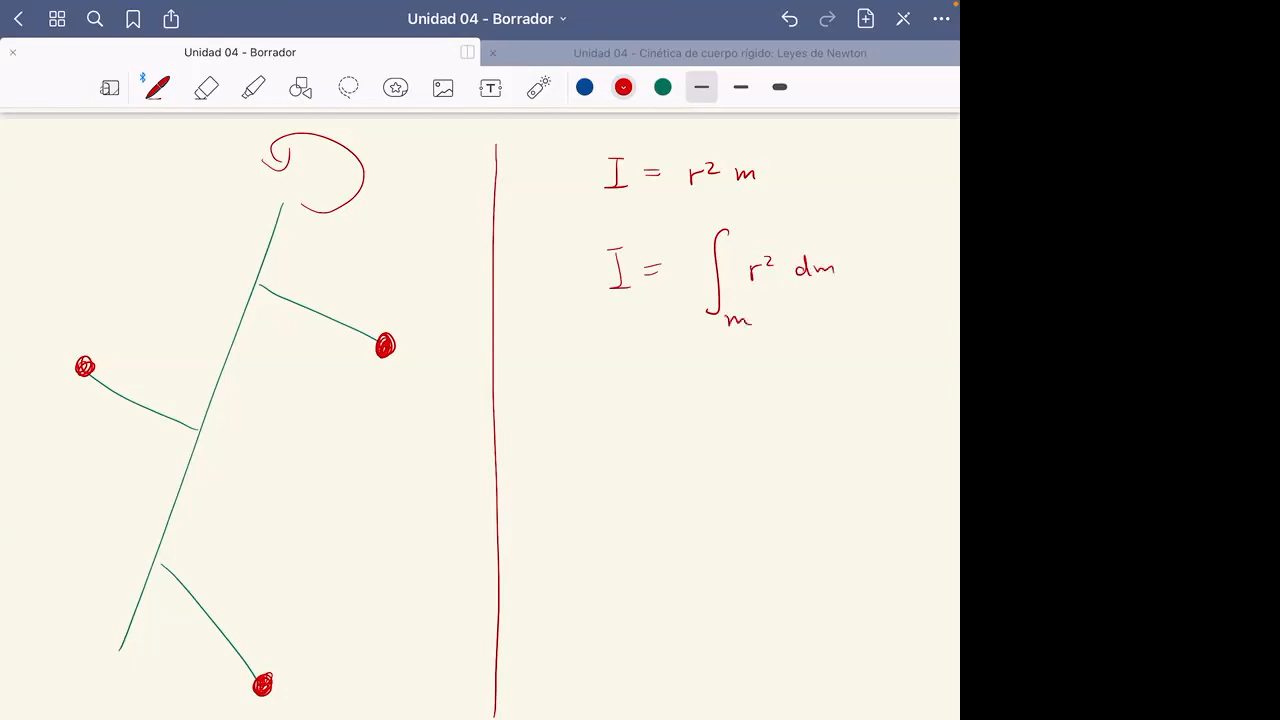 Unidad 04 - Borrador
Unidad 04 - Borrador
Unidad 04 - Cinética de cuerpo rígido: Leyes de Newton
I = r² m
I = ∫ₘ r² dm